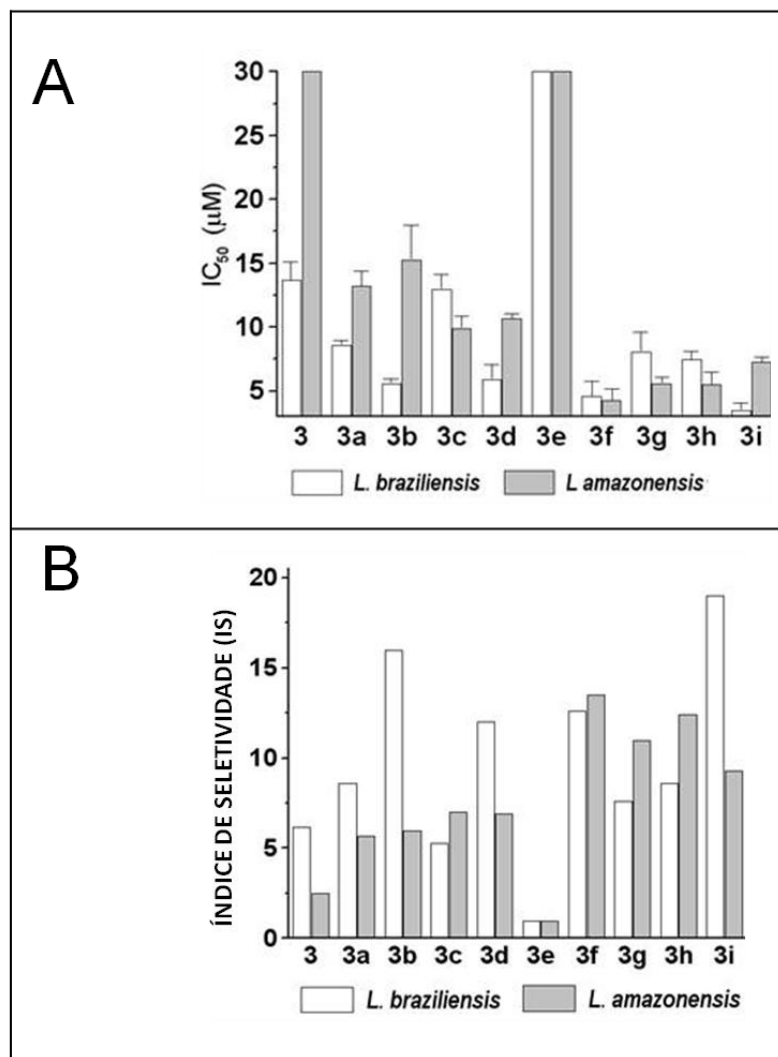 A
30
25
20
15
10
5
IC50 (μM)
3 3a 3b 3c 3d 3e 3f 3g 3h 3i
L. braziliensis L amazonensis
B
20
15
10
5
0
ÍNDICE DE SELETIVIDADE (IS)
3 3a 3b 3c 3d 3e 3f 3g 3h 3i
L. braziliensis L. amazonensis